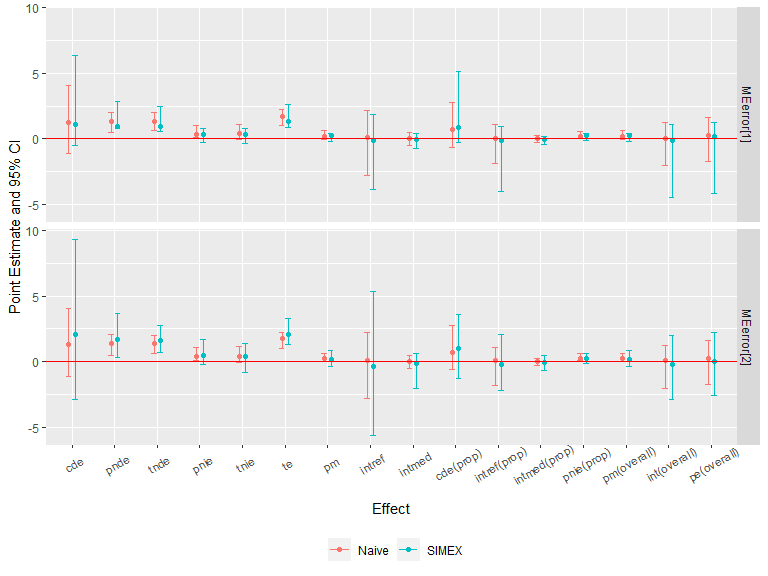 10
5
0
-5
MEerror[1]
10
5
0
-5
MEerror[2]
Point Estimate and 95% CI
cde
pnde
tnde
pnie
tnie
te
pm
intref
intmed
cde(prop)
intref(prop)
intmed(prop)
pnie(prop)
pm(overall)
int(overall)
pe(overall)
Effect
Naive
SIMEX